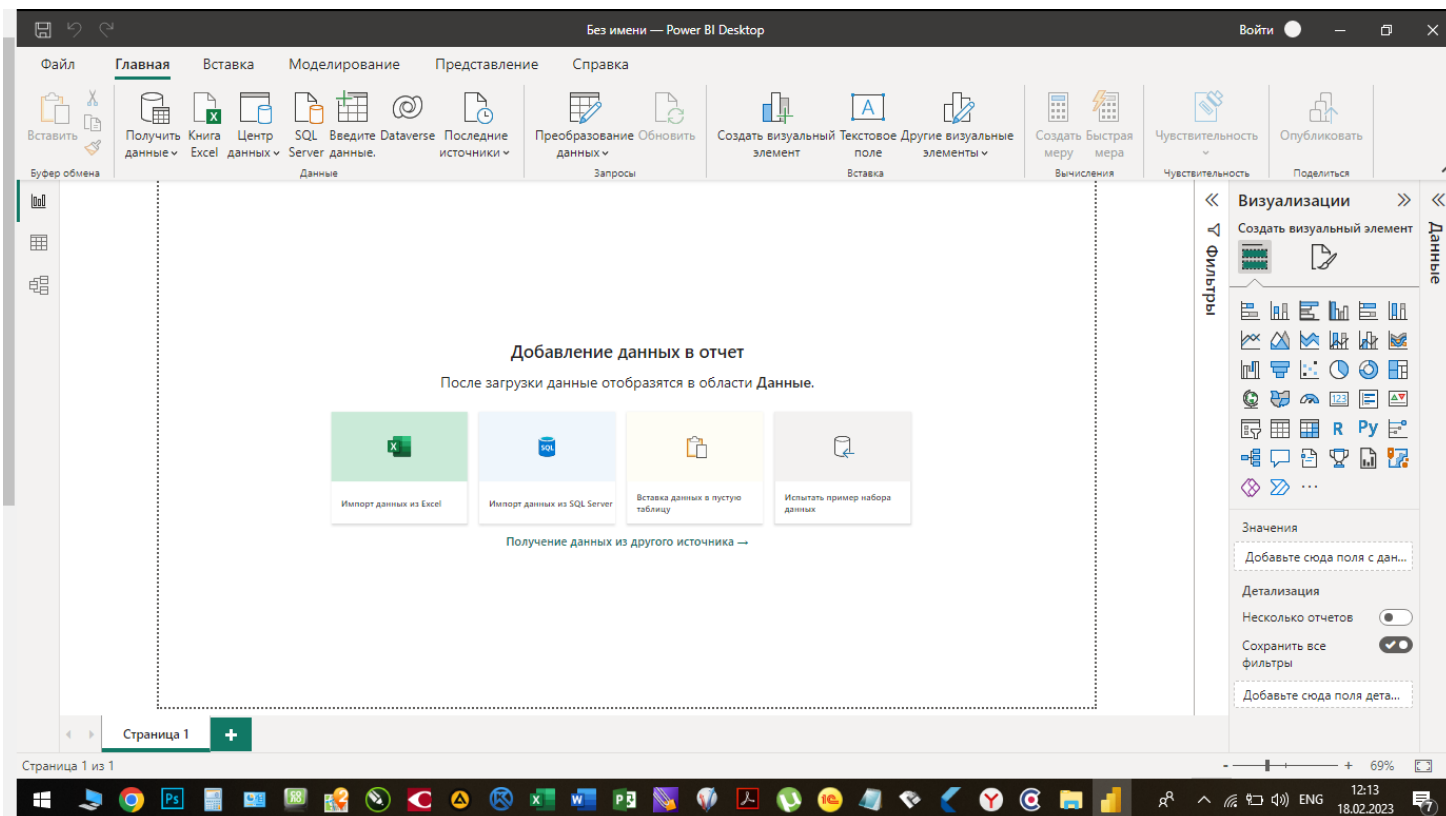 Без имени — Power BI Desktop
Войти
Файл Главная Вставка Моделирование Представление Справка
Вставить
Получить данные
Книга Excel
Центр данных
SQL Server
Введите данные.
Dataverse
Последние источники
Преобразование данных
Обновить
Создать визуальный элемент
Текстовое поле
Другие визуальные элементы
Создать меру
Быстрая мера
Чувствительность
Опубликовать
Буфер обмена
Данные
Запросы
Вставка
Вычисления
Чувствительность
Поделиться
Добавление данных в отчет
После загрузки данные отобразятся в области Данные.
Импорт данных из Excel
Импорт данных из SQL Server
Вставка данных в пустую
таблицу
Испытать пример набора
данных
Получение данных из другого источника →
Фильтры
Визуализации
Создать визуальный элемент
123
R Py
Значения
Добавьте сюда поля с дан...
Детализация
Несколько отчетов
Сохранить все
фильтры
Добавьте сюда поля дета...
Данные
Страница 1
Страница 1 из 1
69%
ENG
12:13
18.02.2023